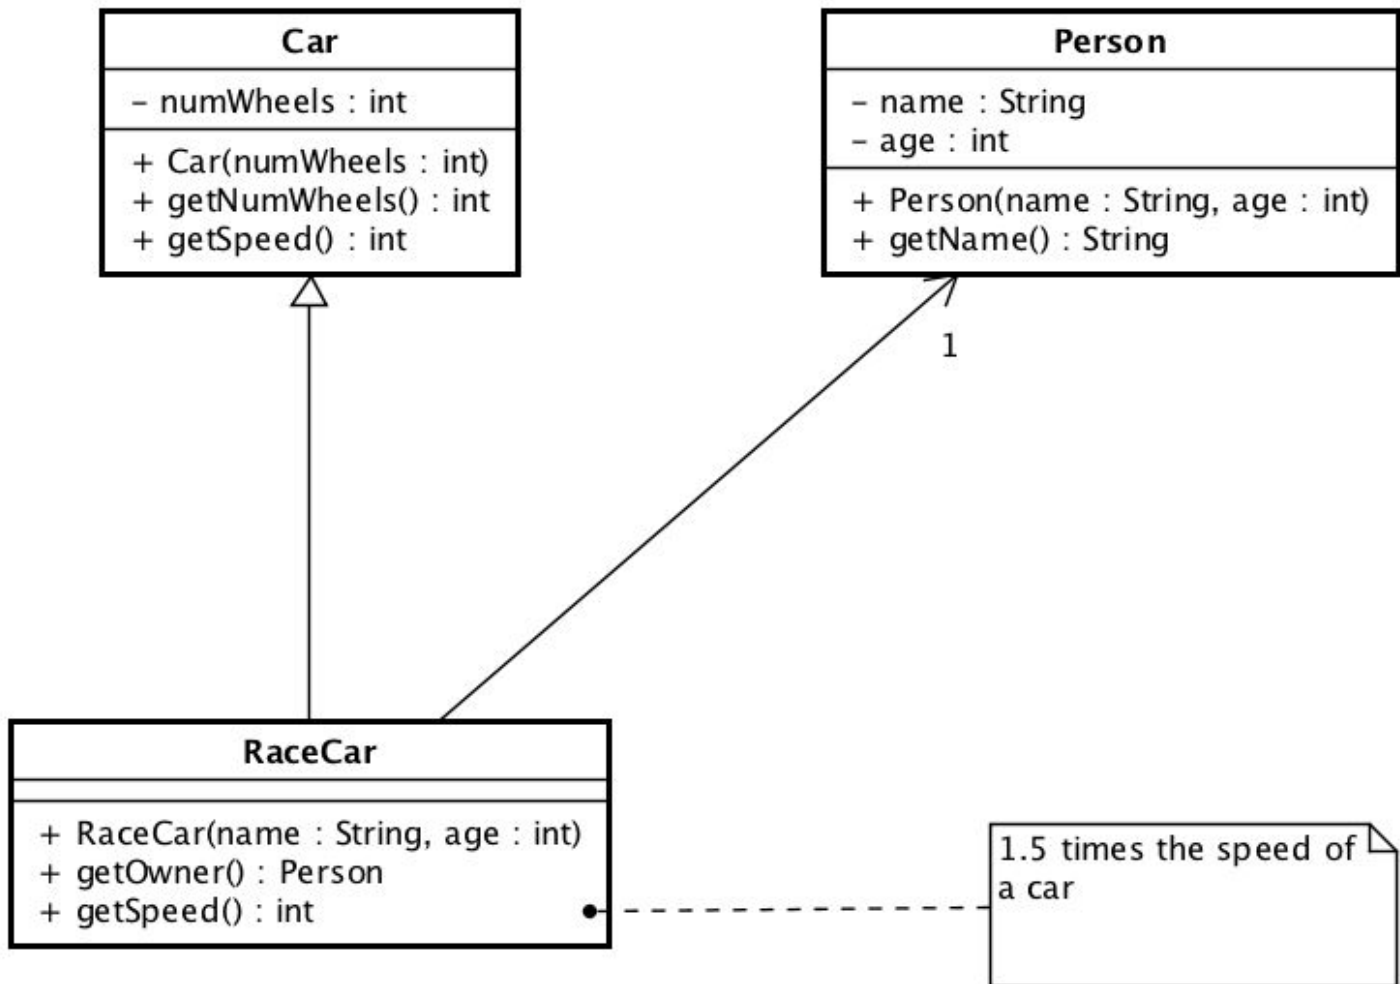 Car
– numWheels : int
+ Car(numWheels : int)
+ getNumWheels() : int
+ getSpeed() : int
Person
– name : String
– age : int
+ Person(name : String, age : int)
+ getName() : String
1
RaceCar
+ RaceCar(name : String, age : int)
+ getOwner() : Person
+ getSpeed() : int
1.5 times the speed of
a car